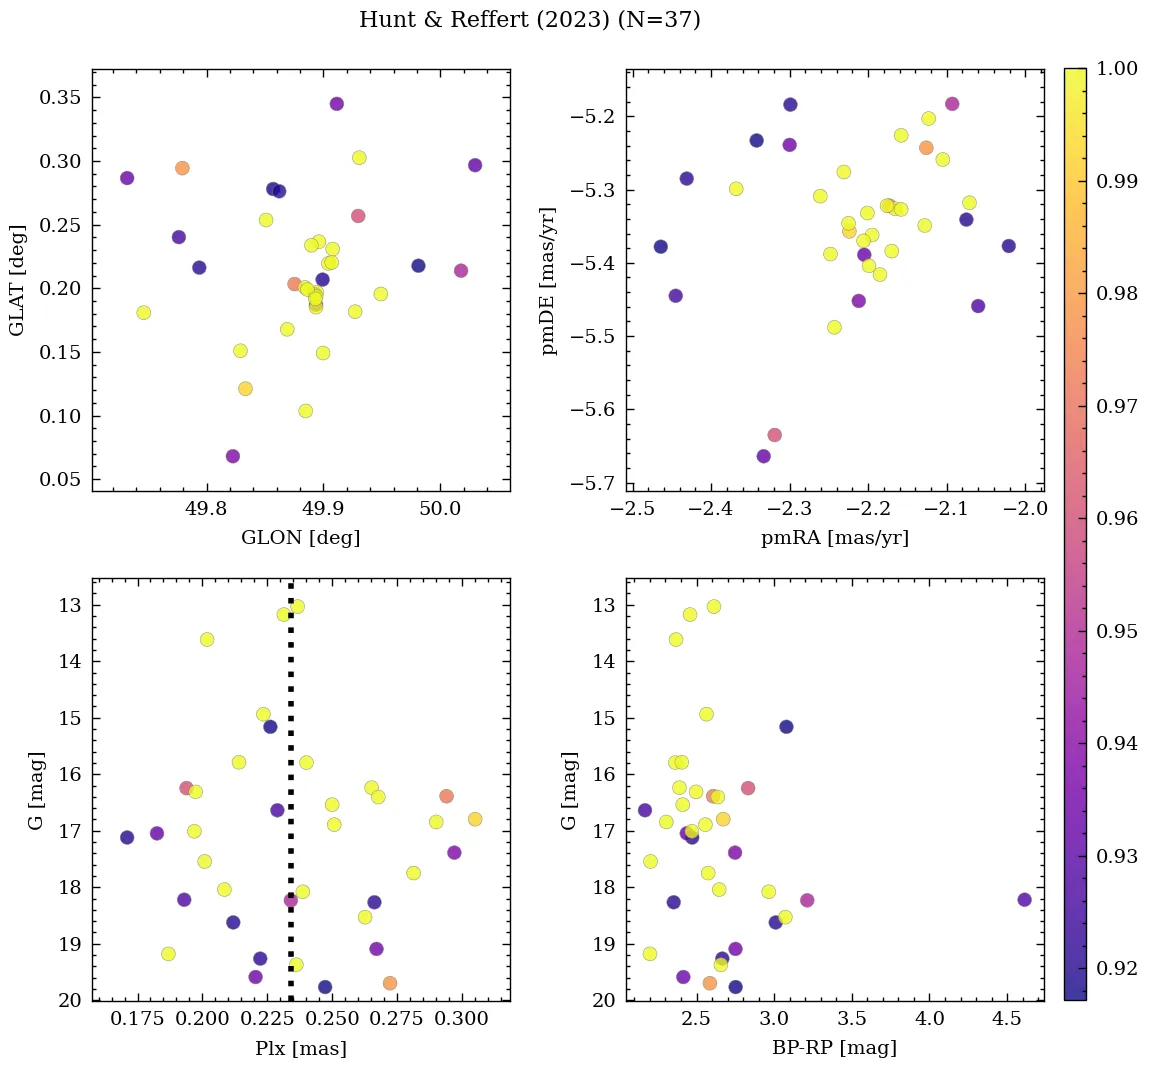 Hunt & Reffert (2023) (N=37)
0.35
0.30
0.25
0.20
0.15
0.10
0.05
GLAT [deg]
49.8 49.9 50.0
GLON [deg]
−5.2
−5.3
−5.4
−5.5
−5.6
−5.7
pmDE [mas/yr]
−2.5 −2.4 −2.3 −2.2 −2.1 −2.0
pmRA [mas/yr]
13
14
15
16
17
18
19
20
G [mag]
0.175 0.200 0.225 0.250 0.275 0.300
Plx [mas]
13
14
15
16
17
18
19
20
G [mag]
2.5 3.0 3.5 4.0 4.5
BP-RP [mag]
1.00
0.99
0.98
0.97
0.96
0.95
0.94
0.93
0.92